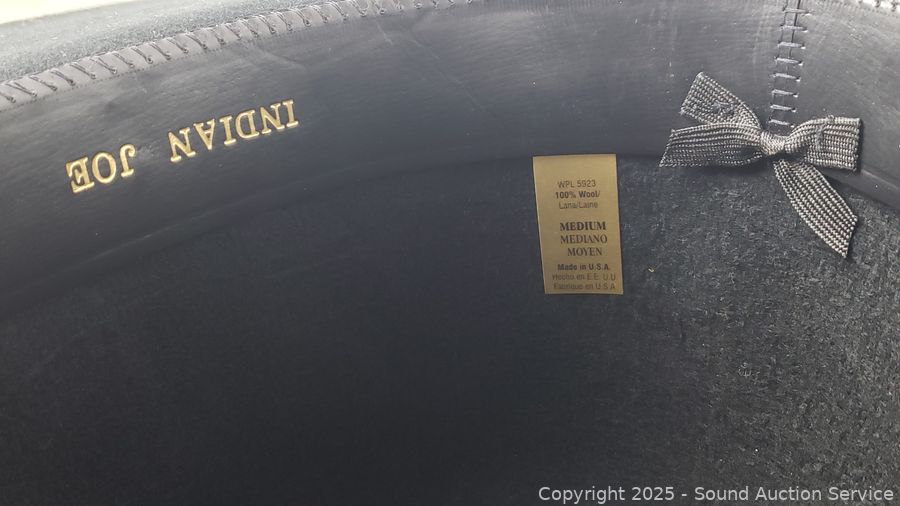 INDIAN JOE
WPL 5923
100% Wool/
Lana/Laine
MEDIUM
MEDIANO
MOYEN
Made in U.S.A.
Hecho en E.E. U.U
Fabrique en U.S.A
Copyright © 2025 - Sound Auction Service